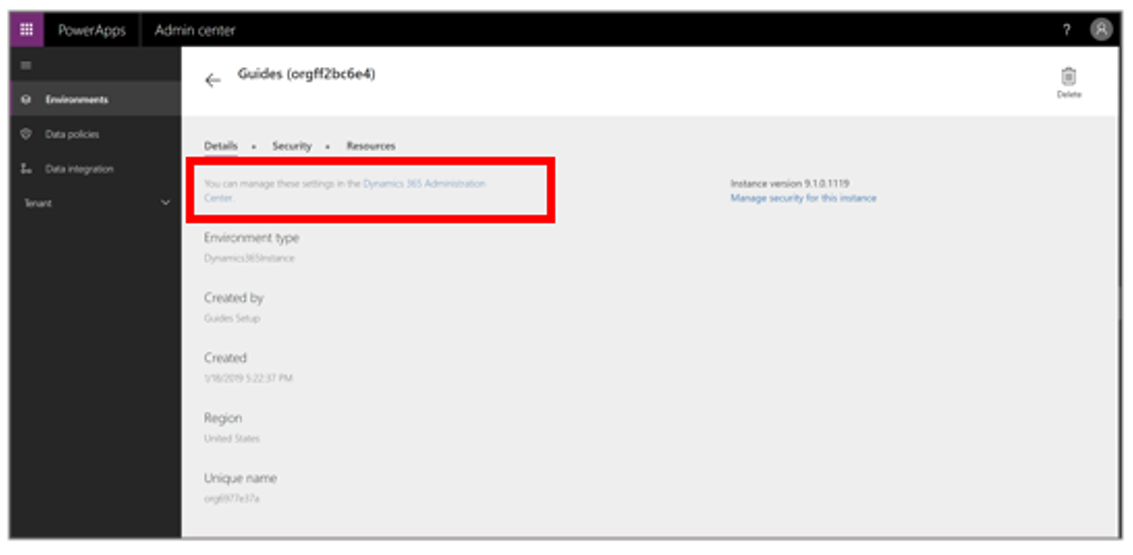 PowerApps Admin center ?
Guides (orgff2bc6e4)
Delete
Environments
Data policies
Data integration
Tenant
Details • Security • Resources
You can manage these settings in the Dynamics 365 Administration
Center.
Instance version 9.1.0.1119
Manage security for this instance
Environment type
Dynamics365Instance
Created by
Guides Setup
Created
1/18/2019 5:22:37 PM
Region
United States
Unique name
org6977e37a